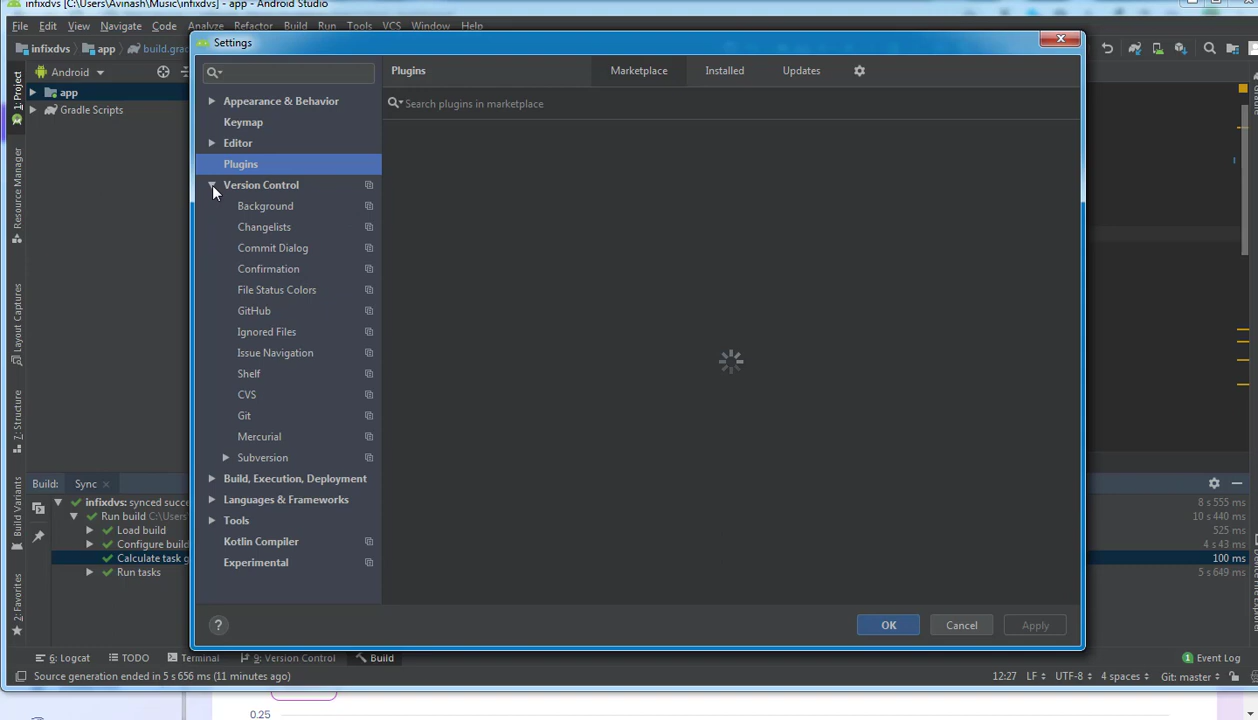 infixdvs [C:\Users\Avinash\Music\infixdvs] - app - Android Studio
File Edit View Navigate Code Analyze Refactor Build Run Tools VCS Window Help
infixdvs app build.gra
Android
app
Gradle Scripts
1: Project
Resource Manager
Layout Captures
7: Structure
Build Variants
2: Favorites
Settings
Appearance & Behavior
Keymap
Editor
Plugins
Version Control
Background
Changelists
Commit Dialog
Confirmation
File Status Colors
GitHub
Ignored Files
Issue Navigation
Shelf
CVS
Git
Mercurial
Subversion
Build, Execution, Deployment
Languages & Frameworks
Tools
Kotlin Compiler
Experimental
Plugins Marketplace Installed Updates
Search plugins in marketplace
?
OK Cancel Apply
Build: Sync ×
infixdvs: synced succe 8 s 555 ms
Run build C:\Users 10 s 440 ms
Load build 525 ms
Configure build 4 s 43 ms
Calculate task g 100 ms
Run tasks 5 s 649 ms
6: Logcat TODO Terminal 9: Version Control Build 1 Event Log
Source generation ended in 5 s 656 ms (11 minutes ago) 12:27 LF UTF-8 4 spaces Git: master
0.25